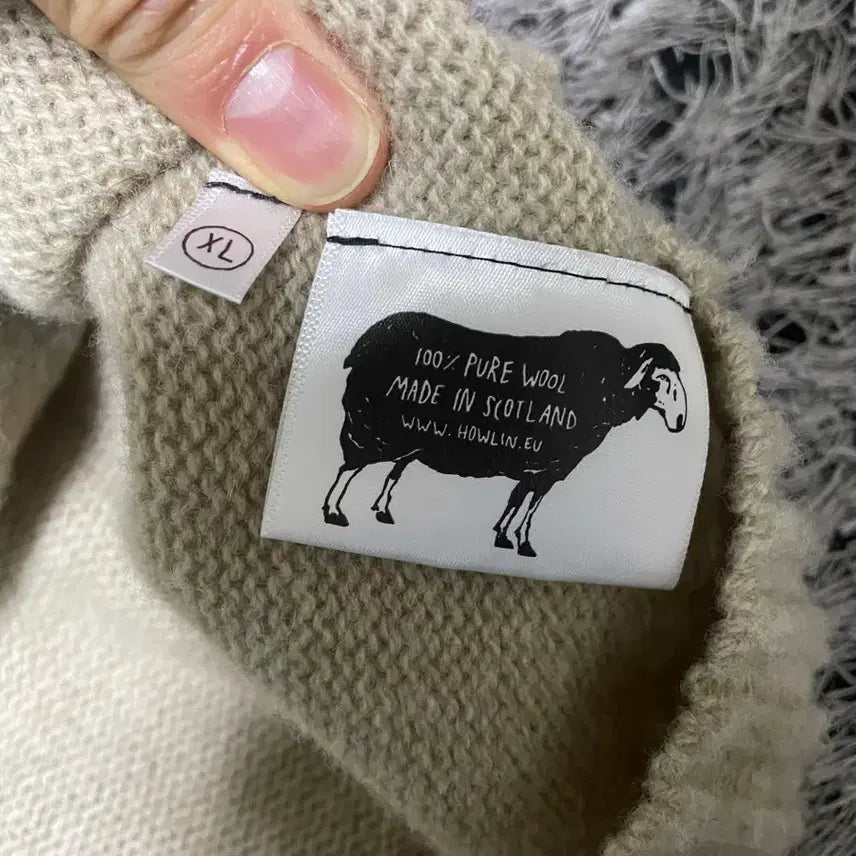 XL
100% PURE WOOL
MADE IN SCOTLAND
WWW. HOWLIN.EU